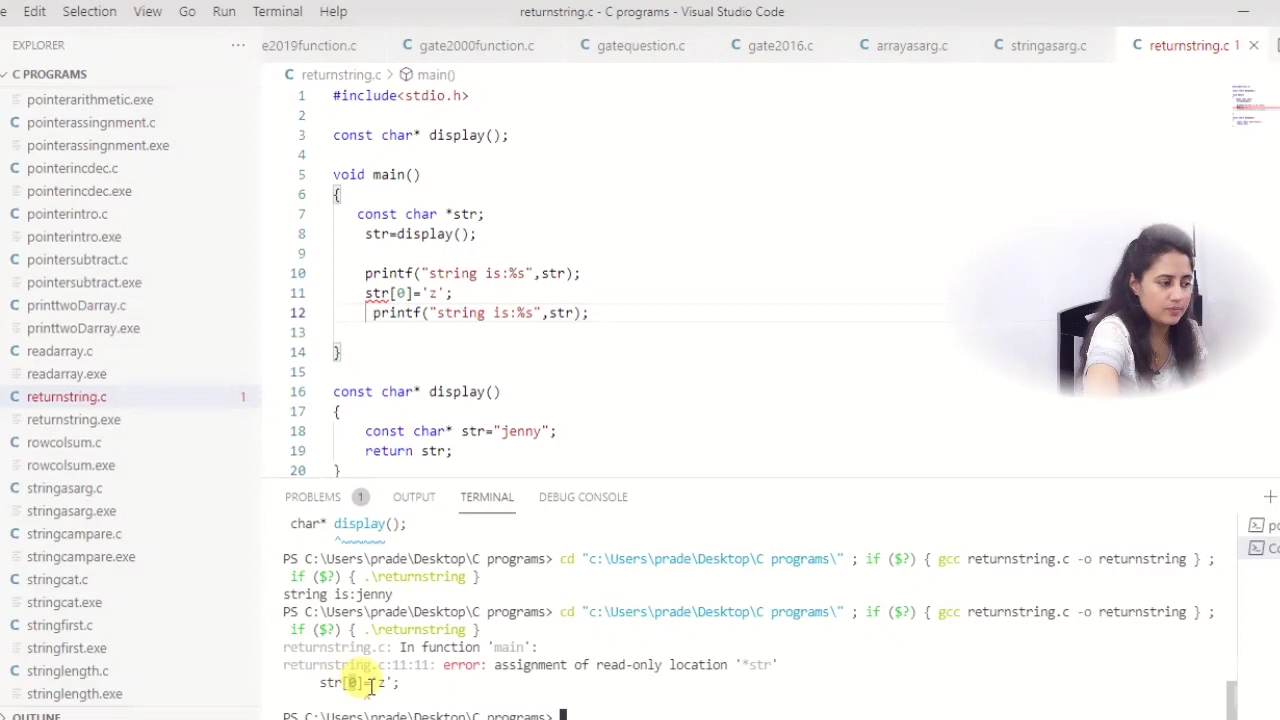 Edit Selection View Go Run Terminal Help returnstring.c - C programs - Visual Studio Code
EXPLORER ··· e2019function.c C gate2000function.c C gatequestion.c C gate2016.c C arrayasarg.c C stringasarg.c C returnstring.c 1
C PROGRAMS
C returnstring.c > main()
C pointerarithmetic.exe
C pointerassingnment.c
pointerassingnment.exe
C pointerincdec.c
pointerincdec.exe
C pointerintro.c
pointerintro.exe
C pointersubtract.c
pointersubtract.exe
C printtwoDarray.c
printtwoDarray.exe
C readarray.c
readarray.exe
C returnstring.c 1
returnstring.exe
C rowcolsum.c
rowcolsum.exe
C stringasarg.c
stringasarg.exe
C stringcampare.c
stringcampare.exe
C stringcat.c
stringcat.exe
C stringfirst.c
stringfirst.exe
C stringlength.c
stringlength.exe
OUTLINE
1 #include<stdio.h>
2
3 const char* display();
4
5 void main()
6 {
7 const char *str;
8 str=display();
9
10 printf("string is:%s",str);
11 str[0]='z';
12 printf("string is:%s",str);
13
14 }
15
16 const char* display()
17 {
18 const char* str="jenny";
19 return str;
20 }
PROBLEMS 1 OUTPUT TERMINAL DEBUG CONSOLE
char* display();
^~~~~~~
PS C:\Users\prade\Desktop\C programs> cd "c:\Users\prade\Desktop\C programs\" ; if ($?) { gcc returnstring.c -o returnstring } ;
if ($?) { .\returnstring }
string is:jenny
PS C:\Users\prade\Desktop\C programs> cd "c:\Users\prade\Desktop\C programs\" ; if ($?) { gcc returnstring.c -o returnstring } ;
if ($?) { .\returnstring }
returnstring.c: In function 'main':
returnstring.c:11:11: error: assignment of read-only location '*str'
str[0]='z';
PS C:\Users\prade\Desktop\C programs>